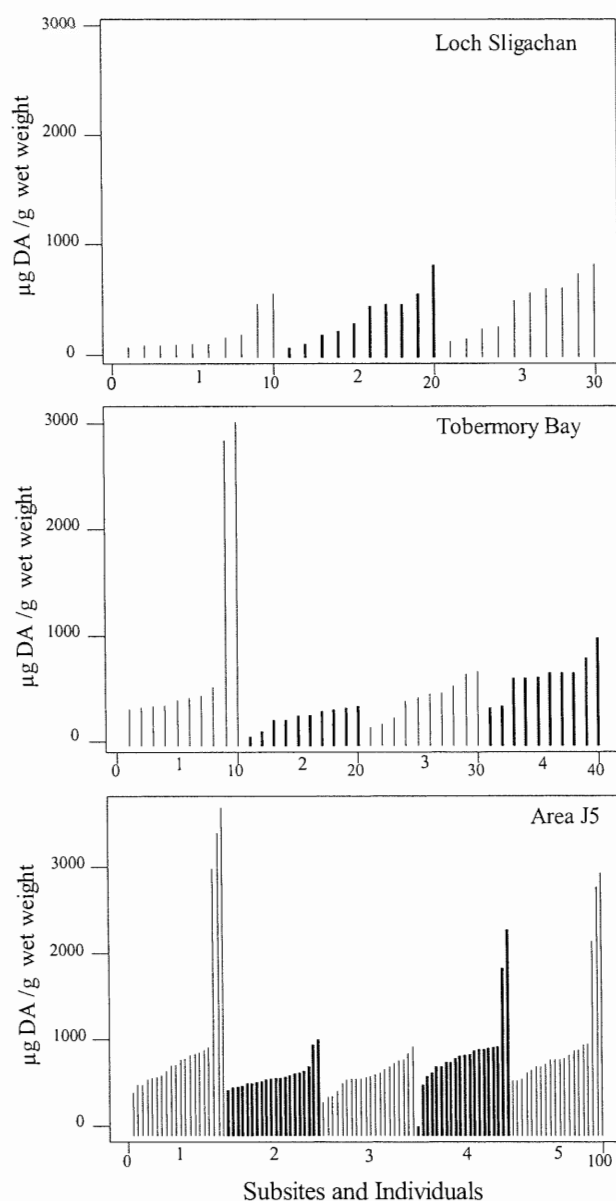 Loch Sligachan
3000
2000
1000
0
µg DA /g wet weight
0 1 10 2 20 3 30
Tobermory Bay
3000
2000
1000
0
µg DA /g wet weight
0 1 10 2 20 3 30 4 40
Area J5
3000
2000
1000
0
µg DA /g wet weight
0 1 2 3 4 5 100
Subsites and Individuals